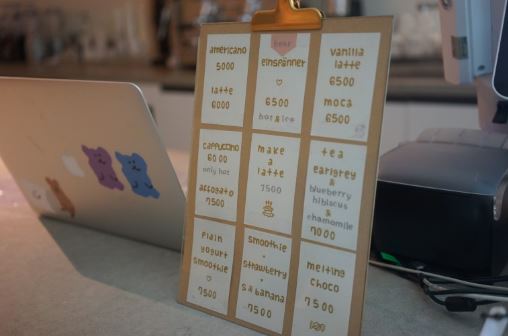 americano
5000
latte
6000
einspänner
♡
6500
hot & ice
vanilla
latte
6500
moca
6500
cappuccino
6000
only hot
affogato
7500
make
a
latte
7500
tea
earlgrey
&
blueberry
hibiscus
&
chamomile
7000
plain
yogurt
smoothie
♡
7500
smoothie
strawberry
s & banana
7500
melting
choco
7500